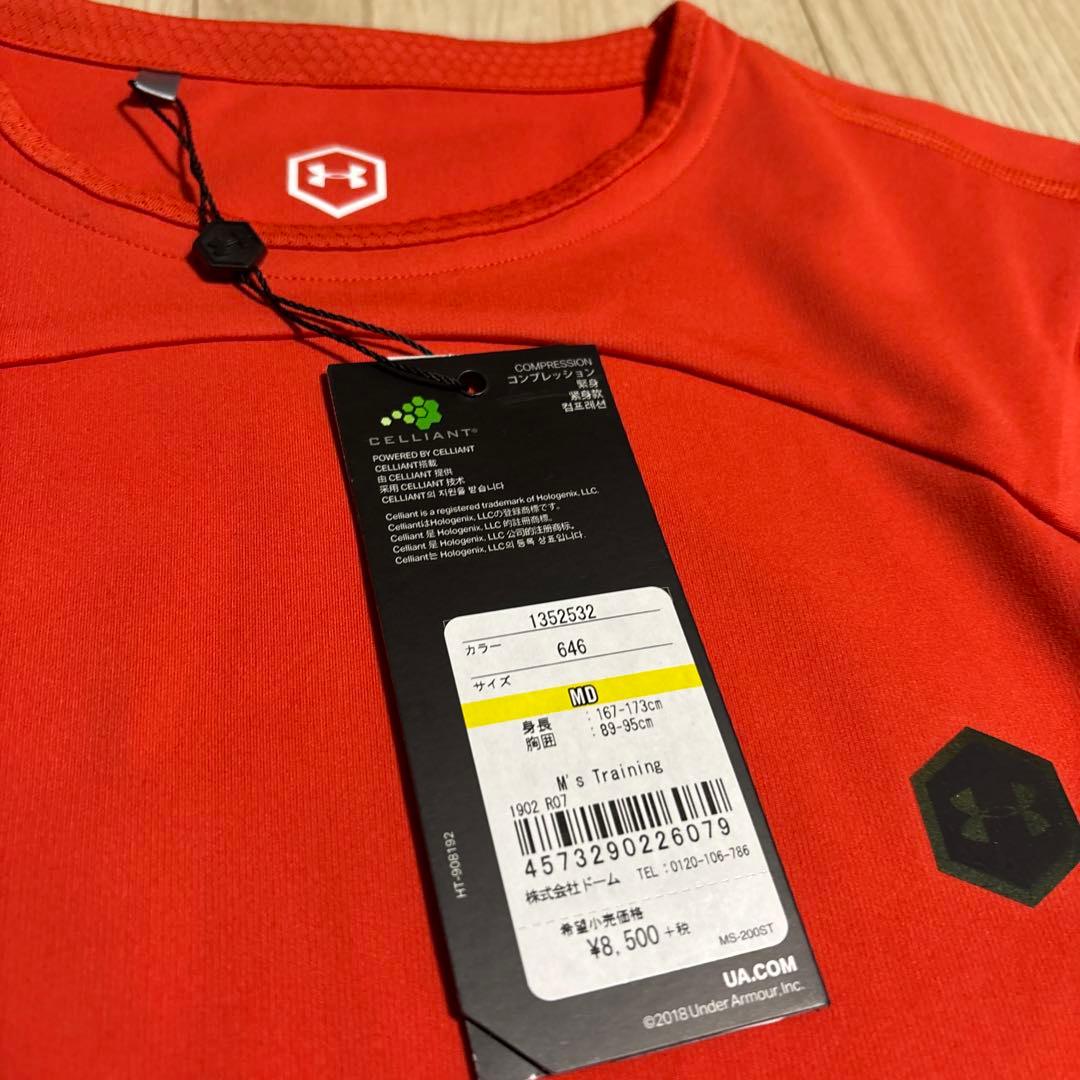 COMPRESSION
コンプレッション
緊身
紧身款
컴프레션
CELLIANT®
POWERED BY CELLIANT
CELLIANT搭載
由 CELLIANT 提供
采用 CELLIANT 技术
CELLIANT의 지원을 받습니다
Celliant is a registered trademark of Hologenix, LLC.
CelliantはHologenix, LLCの登録商標です。
Celliant 是 Hologenix, LLC 的註冊商標。
Celliant 是 Hologenix, LLC 公司的注册商标。
Celliant는 Hologenix, LLC의 등록 상표입니다.
1352532
カラー 646
サイズ
MD
身長 : 167-173cm
胸囲 : 89-95cm
M's Training
1902 R07
4573290226079
株式会社ドーム TEL:0120-106-786
希望小売価格
¥8,500+税
MS-200ST
HT-908192
UA.COM
©2018 Under Armour, Inc.